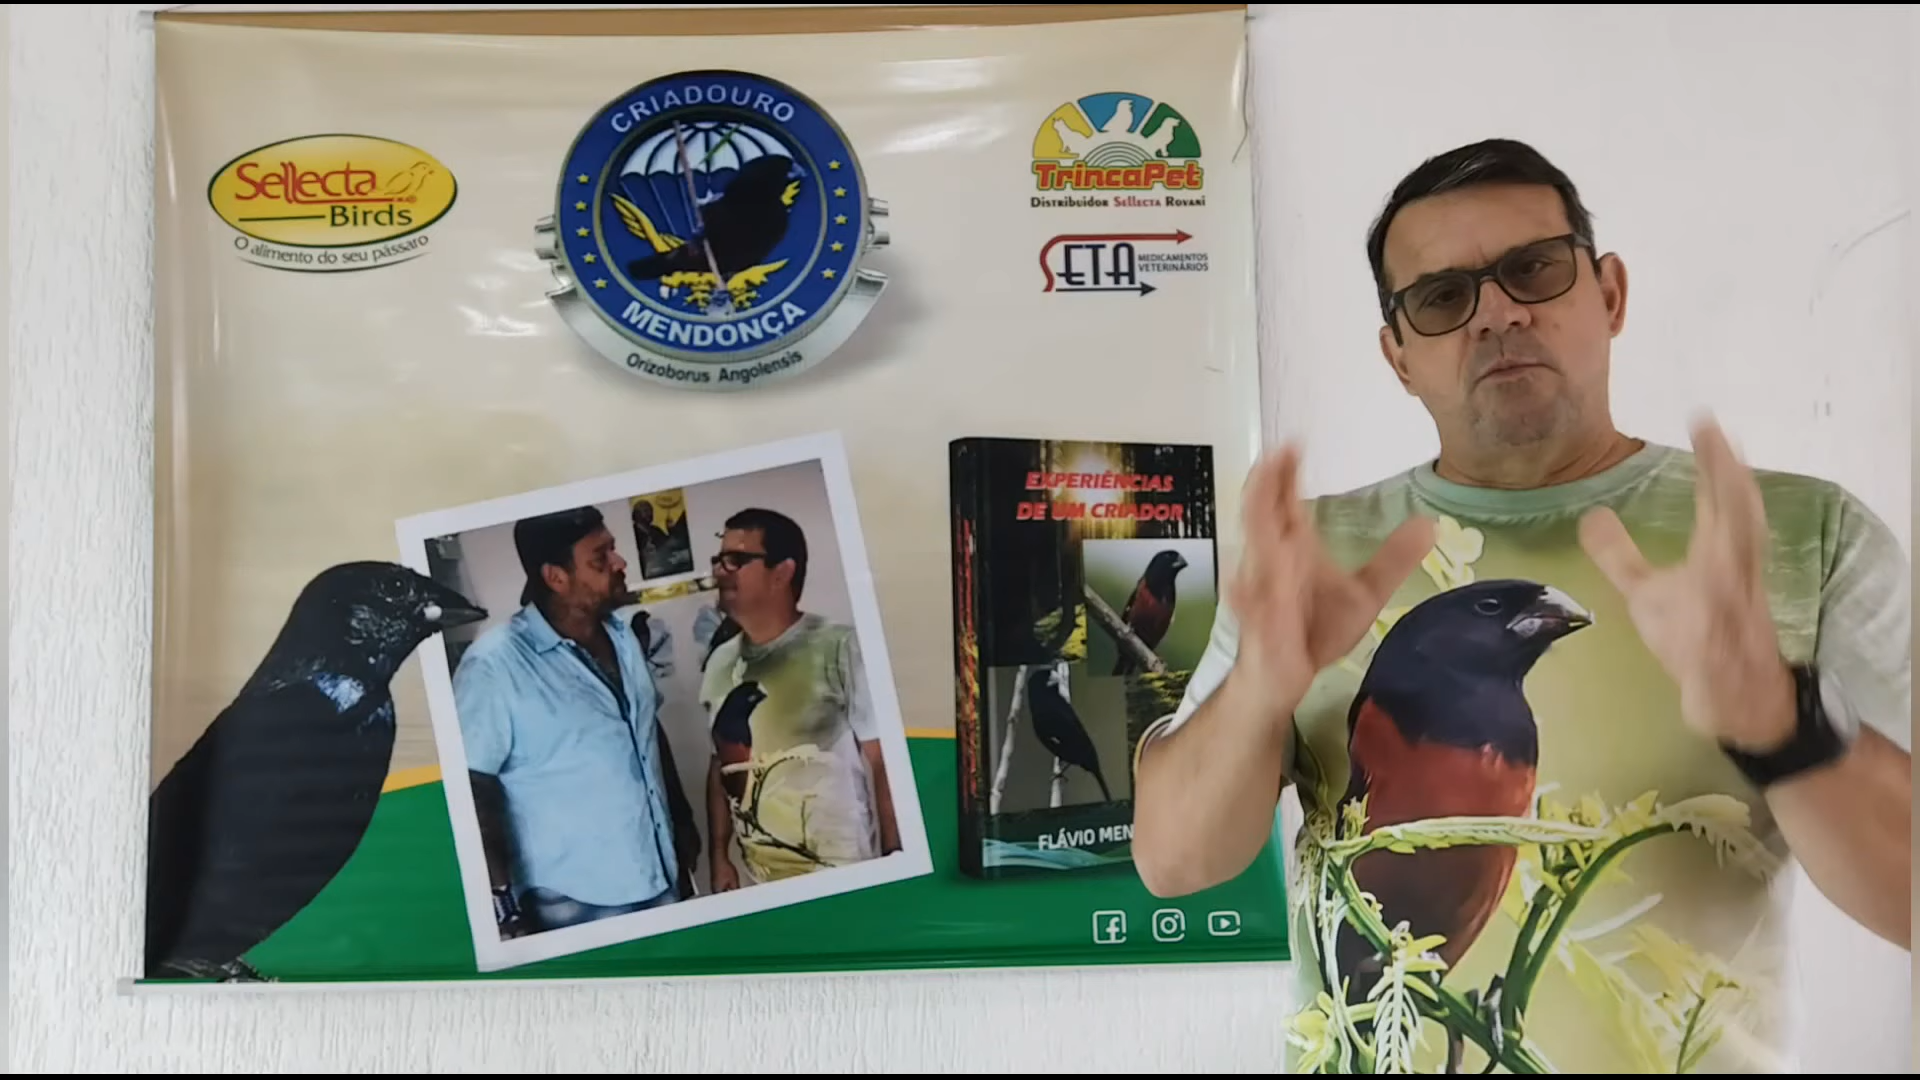 Sellecta
Birds
O alimento do seu pássaro
CRIADOURO
MENDONÇA
Orizoborus Angolensis
TrincaPet
Distribuidor Sellecta Rovani
SETA
MEDICAMENTOS
VETERINÁRIOS
EXPERIÊNCIAS
DE UM CRIADOR
FLÁVIO MEN